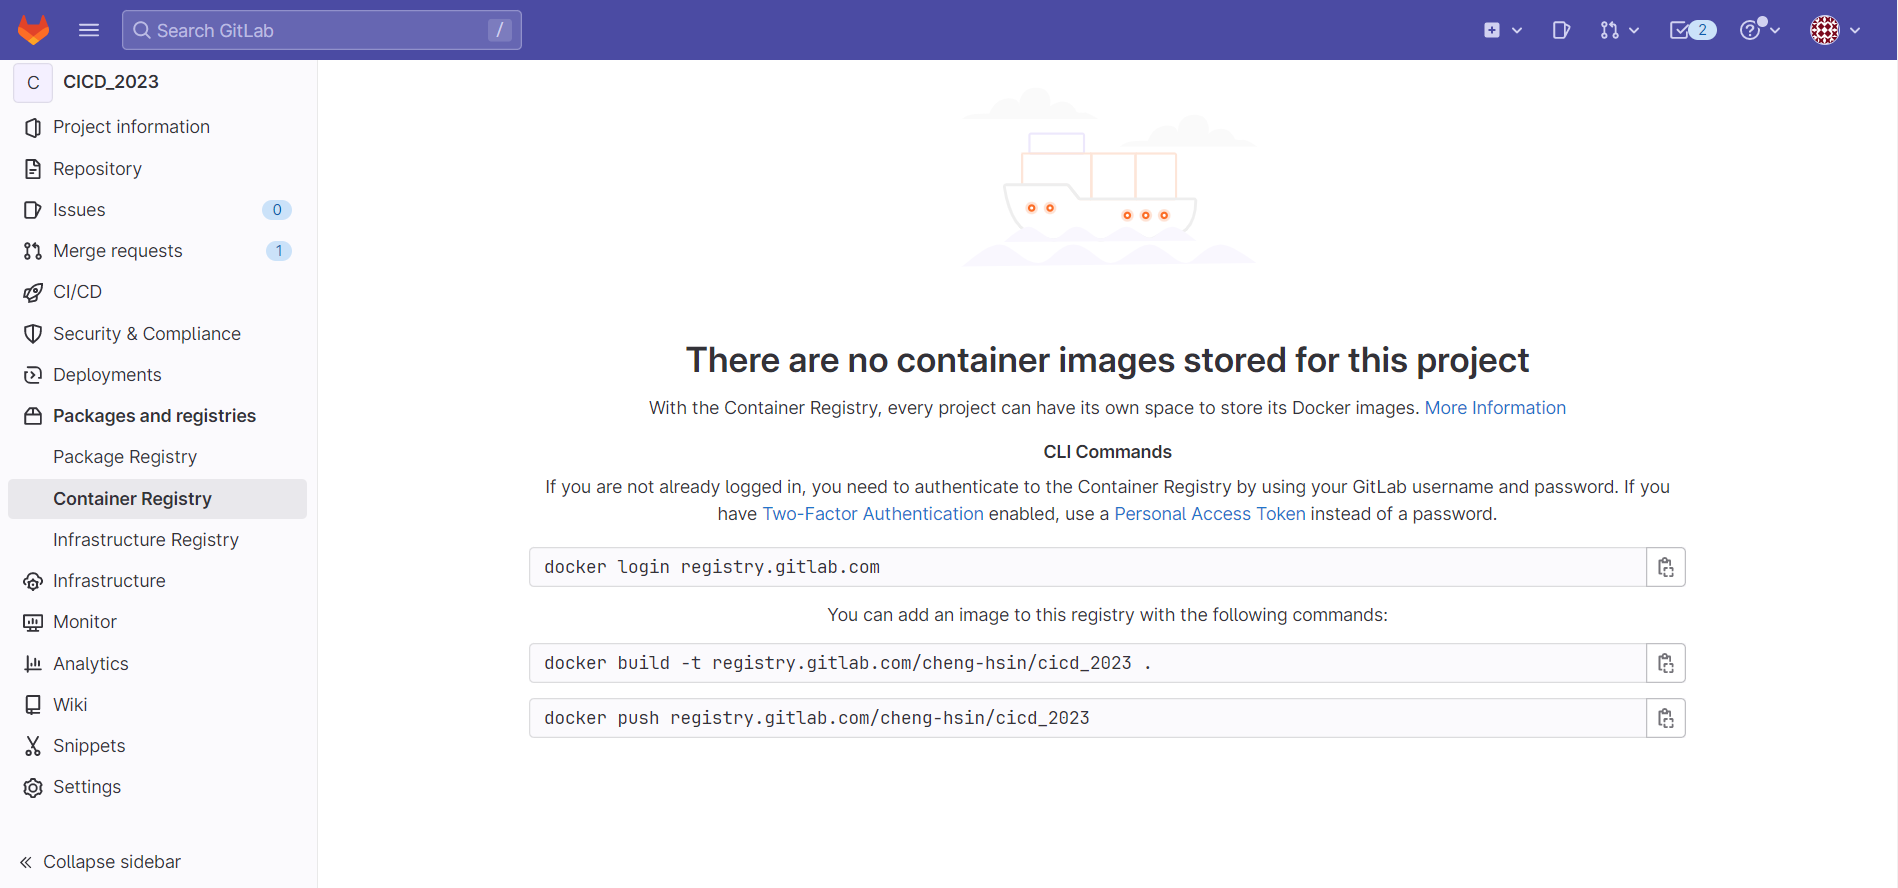 Search GitLab
/
2
C
CICD_2023
Project information
Repository
Issues
0
Merge requests
1
CI/CD
Security & Compliance
Deployments
Packages and registries
Package Registry
Container Registry
Infrastructure Registry
Infrastructure
Monitor
Analytics
Wiki
Snippets
Settings
Collapse sidebar
There are no container images stored for this project
With the Container Registry, every project can have its own space to store its Docker images. More Information
CLI Commands
If you are not already logged in, you need to authenticate to the Container Registry by using your GitLab username and password. If you
have Two-Factor Authentication enabled, use a Personal Access Token instead of a password.
docker login registry.gitlab.com
You can add an image to this registry with the following commands:
docker build -t registry.gitlab.com/cheng-hsin/cicd_2023 .
docker push registry.gitlab.com/cheng-hsin/cicd_2023